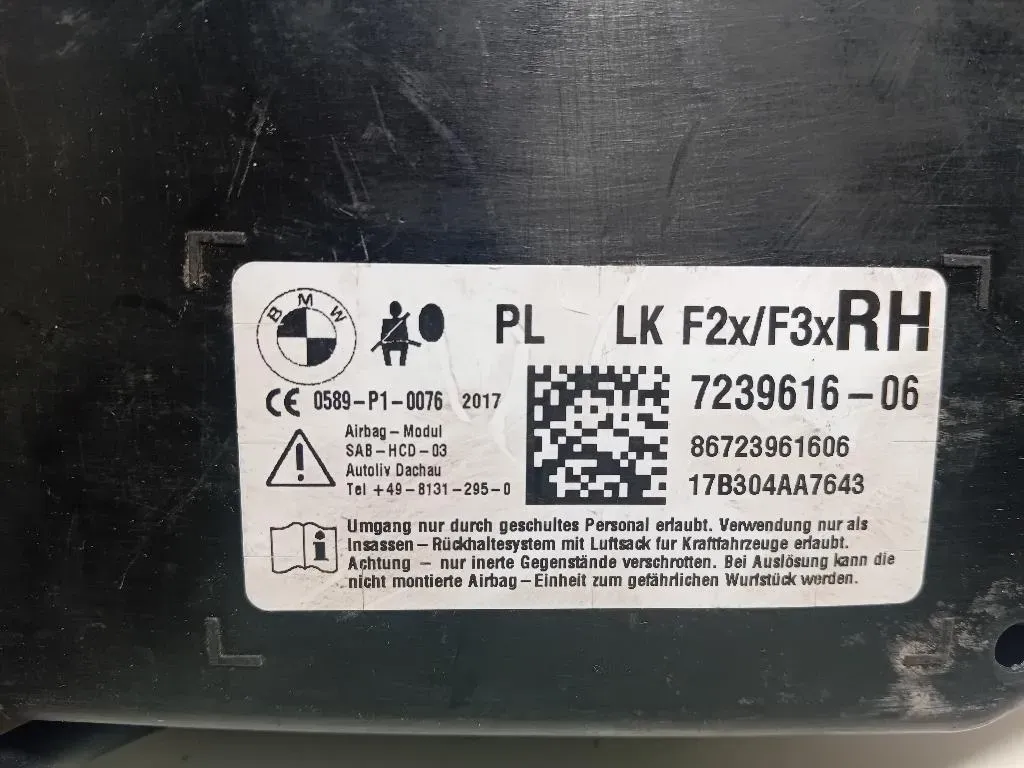 BMW
PL LK F2x/F3x RH
7239616-06
CE 0589-P1-0076 2017
86723961606
17B304AA7643
Airbag-Modul
SAB-HCD-03
Autoliv Dachau
Tel +49-8131-295-0
Umgang nur durch geschultes Personal erlaubt. Verwendung nur als
Insassen-Rückhaltesystem mit Luftsack fur Kraftfahrzeuge erlaubt.
Achtung - nur inerte Gegenstände verschrotten. Bei Auslösung kann die
nicht montierte Airbag-Einheit zum gefährlichen Wurfstück werden.